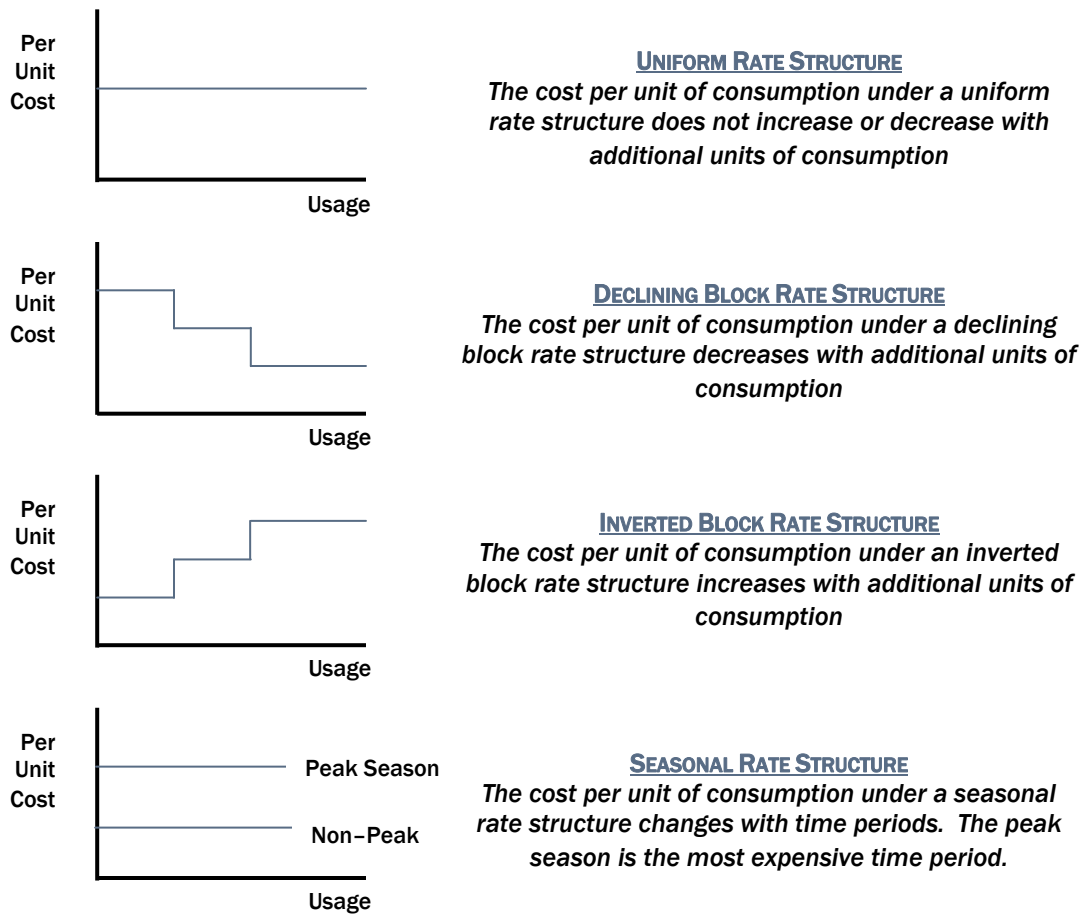 Per
Unit
Cost
Usage
UNIFORM RATE STRUCTURE
The cost per unit of consumption under a uniform
rate structure does not increase or decrease with
additional units of consumption
Per
Unit
Cost
Usage
DECLINING BLOCK RATE STRUCTURE
The cost per unit of consumption under a declining
block rate structure decreases with additional units of
consumption
Per
Unit
Cost
Usage
INVERTED BLOCK RATE STRUCTURE
The cost per unit of consumption under an inverted
block rate structure increases with additional units of
consumption
Per
Unit
Cost
Peak Season
Non–Peak
Usage
SEASONAL RATE STRUCTURE
The cost per unit of consumption under a seasonal
rate structure changes with time periods.  The peak
season is the most expensive time period.